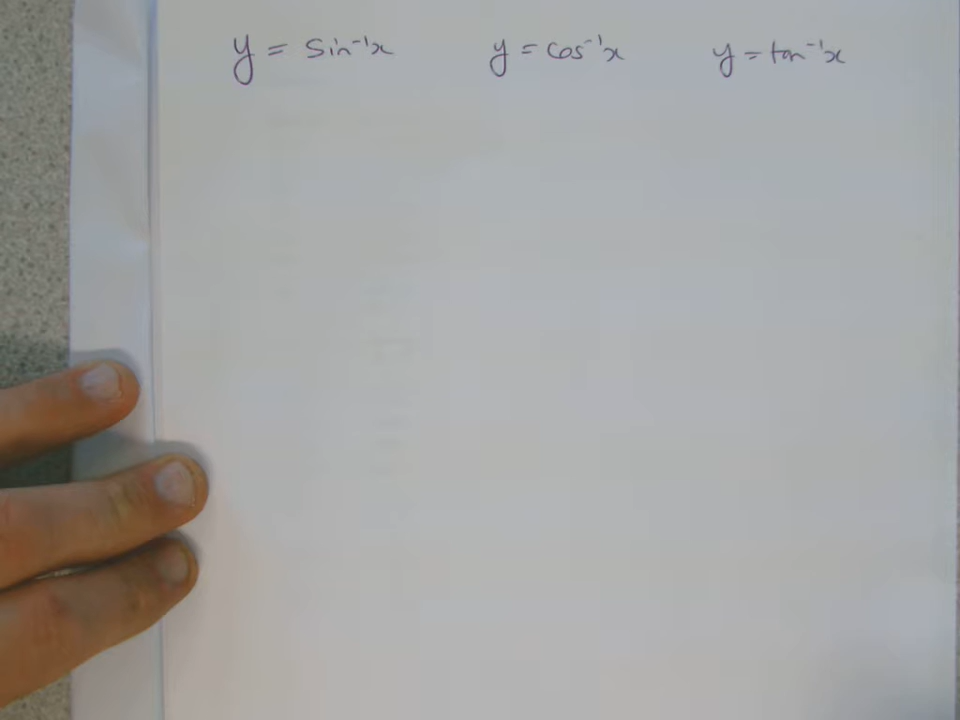 y = sin⁻¹x y = cos⁻¹x y = tan⁻¹x